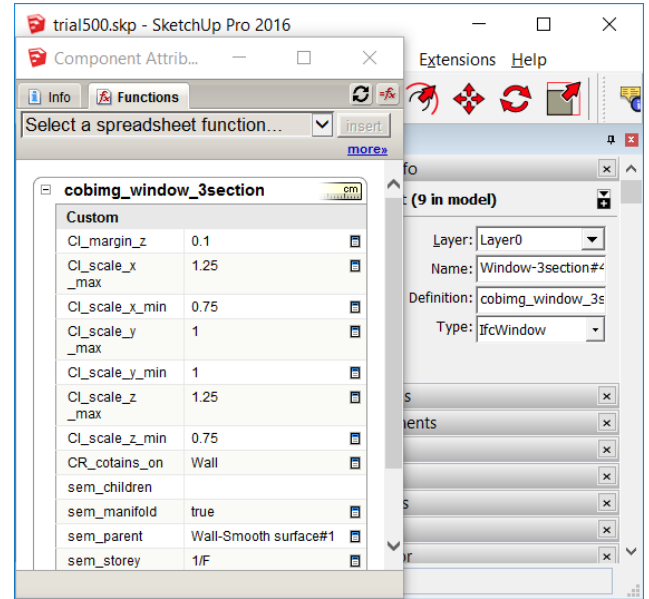 trial500.skp - SketchUp Pro 2016
Component Attrib...
Extensions Help
Info
Functions
=fx
Select a spreadsheet function...
insert
more»
cobimg_window_3section
cm
Custom
CI_margin_z 0.1
CI_scale_x
_max
1.25
CI_scale_x_min 0.75
CI_scale_y
_max
1
CI_scale_y_min 1
CI_scale_z
_max
1.25
CI_scale_z_min 0.75
CR_cotains_on Wall
sem_children
sem_manifold true
sem_parent Wall-Smooth surface#1
sem_storey 1/F
fo
(9 in model)
Layer: Layer0
Name: Window-3section#4
Definition: cobimg_window_3s
Type: IfcWindow
s
nents
s
or